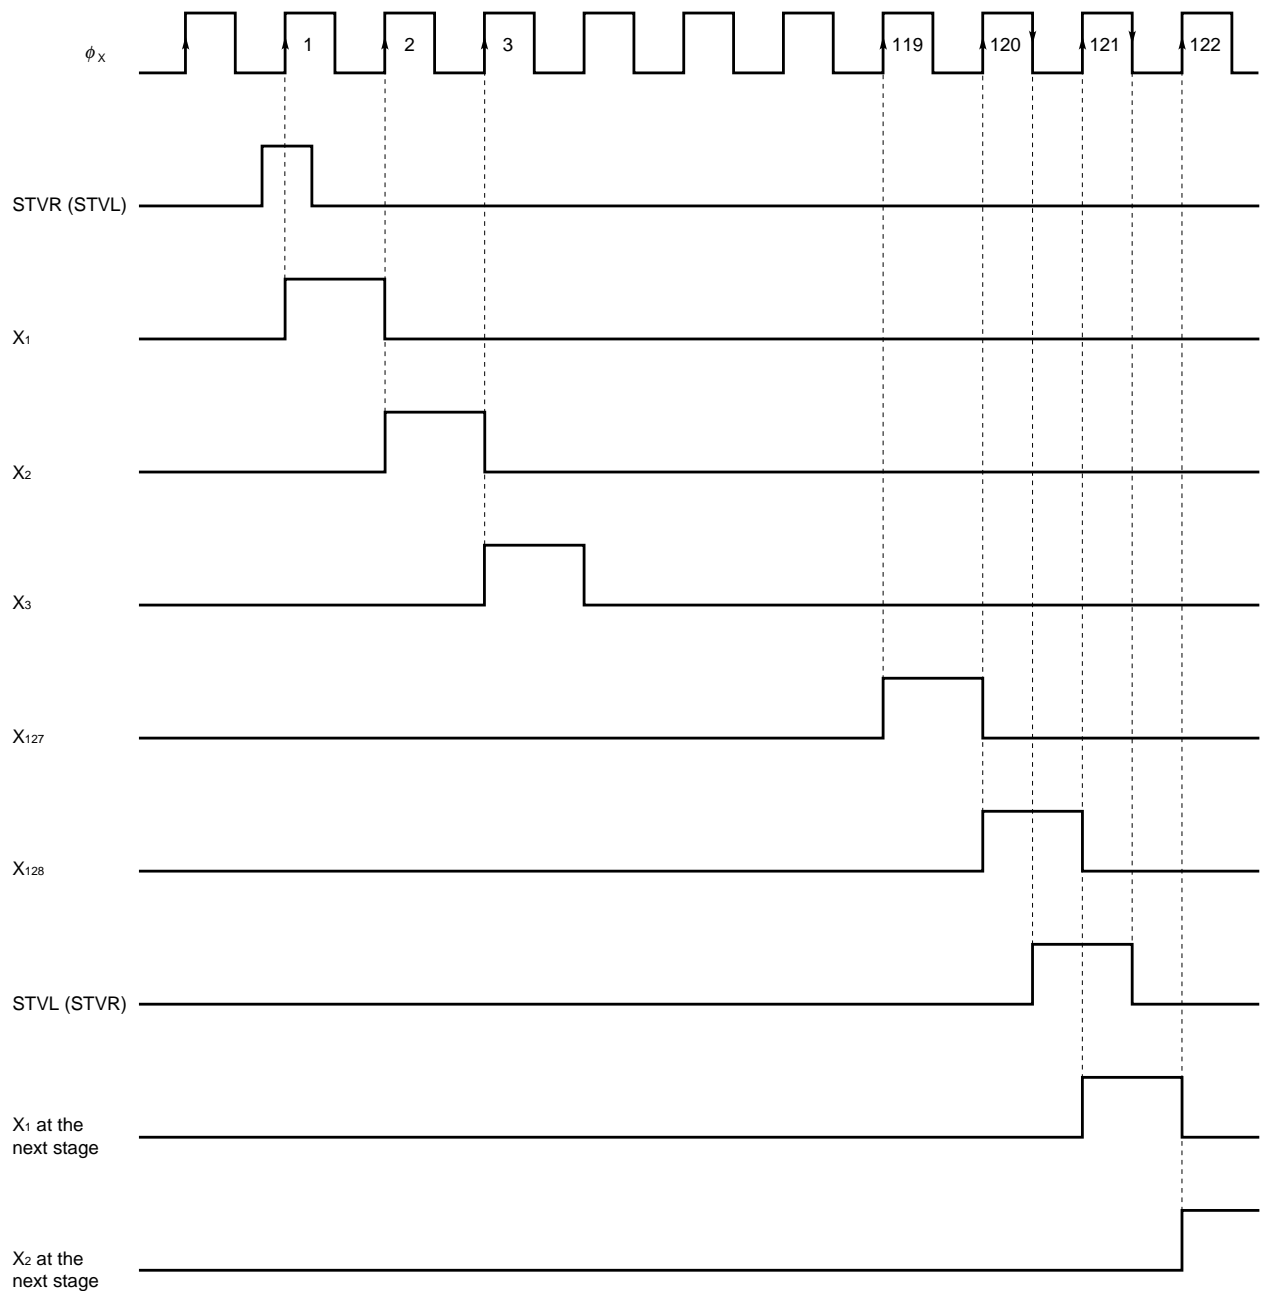 ϕX
1 2 3 119 120 121 122
STVR (STVL)
X1
X2
X3
X127
X128
STVL (STVR)
X1 at the
next stage
X2 at the
next stage